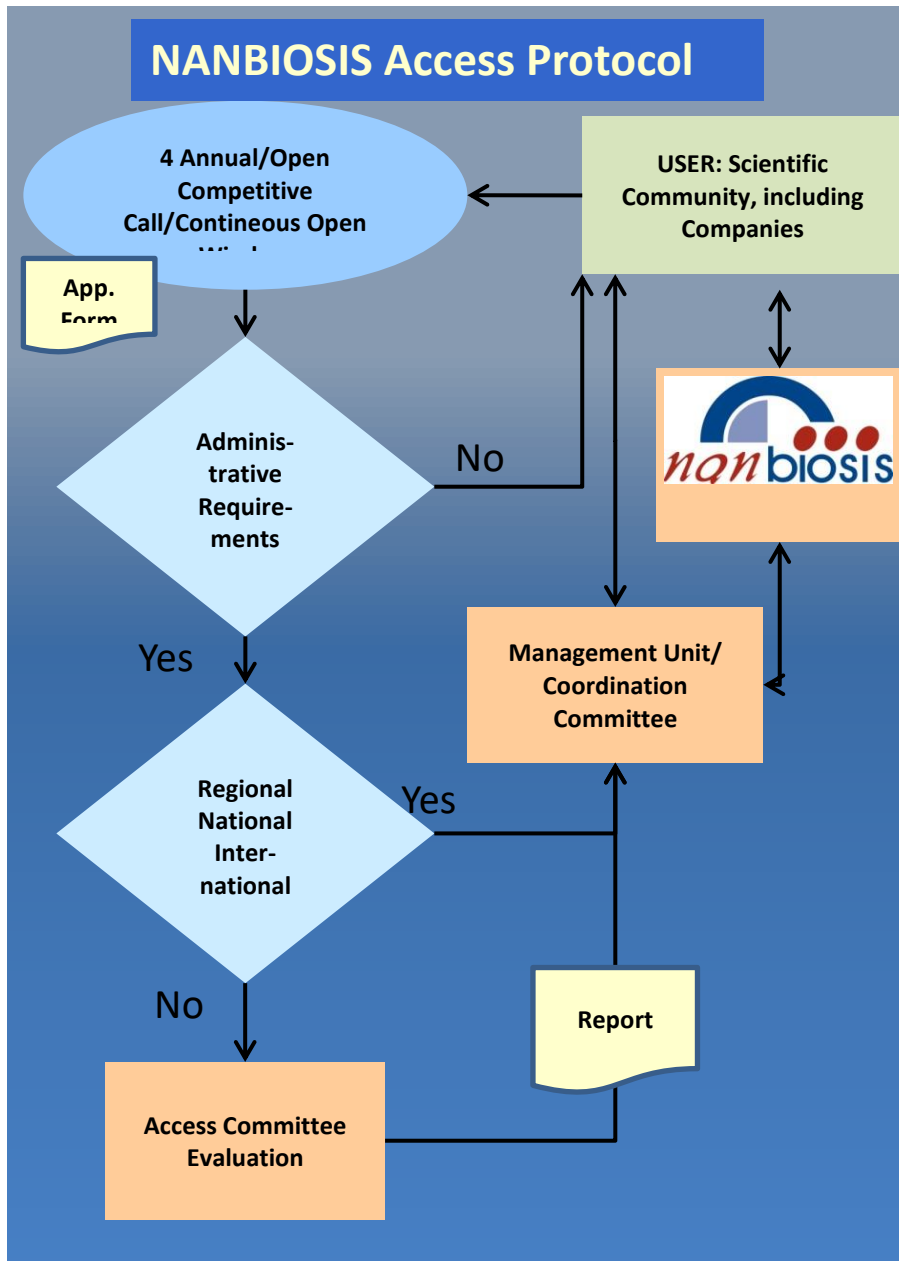 NANBIOSIS Access Protocol
4 Annual/Open
Competitive
Call/Contineous Open
USER: Scientific
Community, including
Companies
App.
Form
Adminis-
trative
Require-
ments
No
nanbiosis
Yes
Management Unit/
Coordination
Committee
Regional
National
Inter-
national
Yes
No
Report
Access Committee
Evaluation